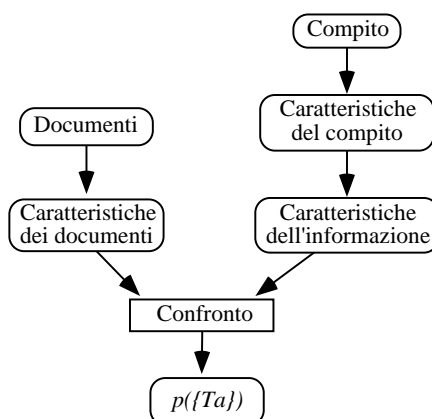 Compito
Caratteristiche
del compito
Documenti
Caratteristiche
dei documenti
Caratteristiche
dell'informazione
Confronto
p({Ta})